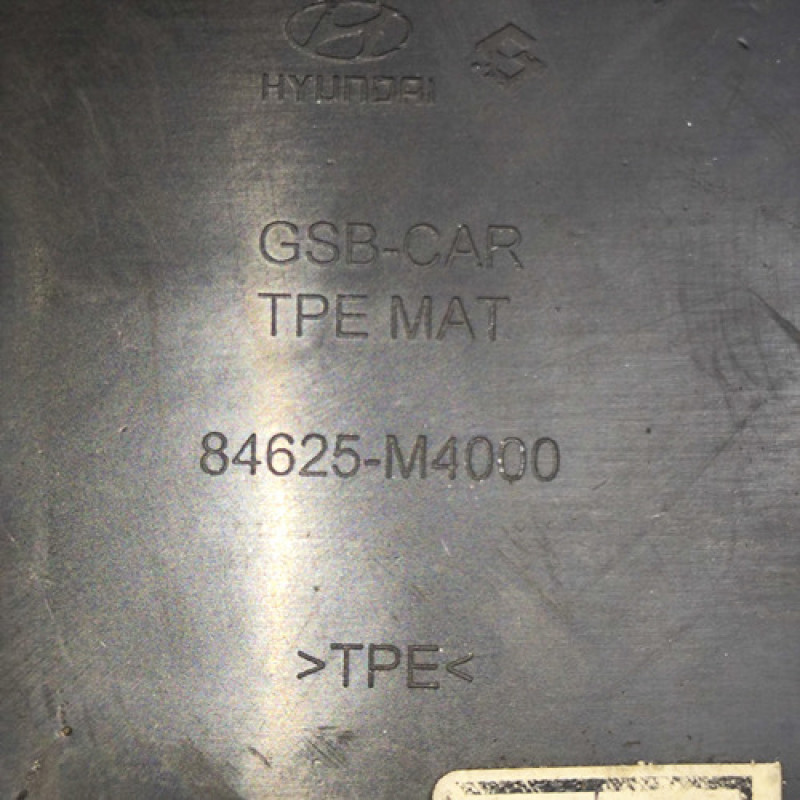 HYUNDAI
GSB-CAR
TPE MAT
84625-M4000
>TPE<